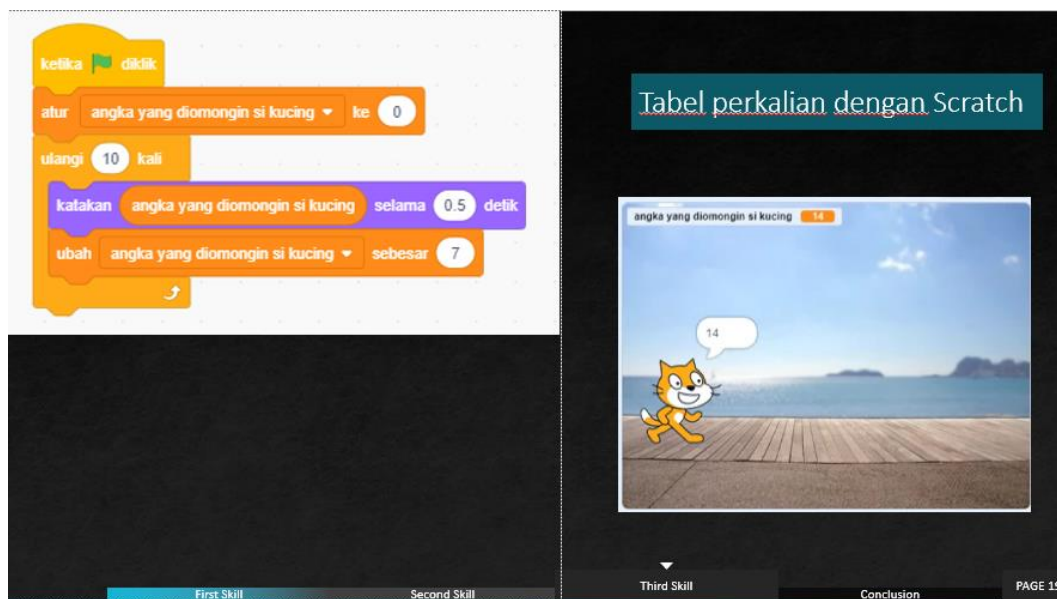 ketika diklik
atur angka yang diomongin si kucing ke 0
ulangi 10 kali
katakan angka yang diomongin si kucing selama 0.5 detik
ubah angka yang diomongin si kucing sebesar 7
Tabel perkalian dengan Scratch
angka yang diomongin si kucing 14
14
First Skill
Second Skill
Third Skill
Conclusion
PAGE 19